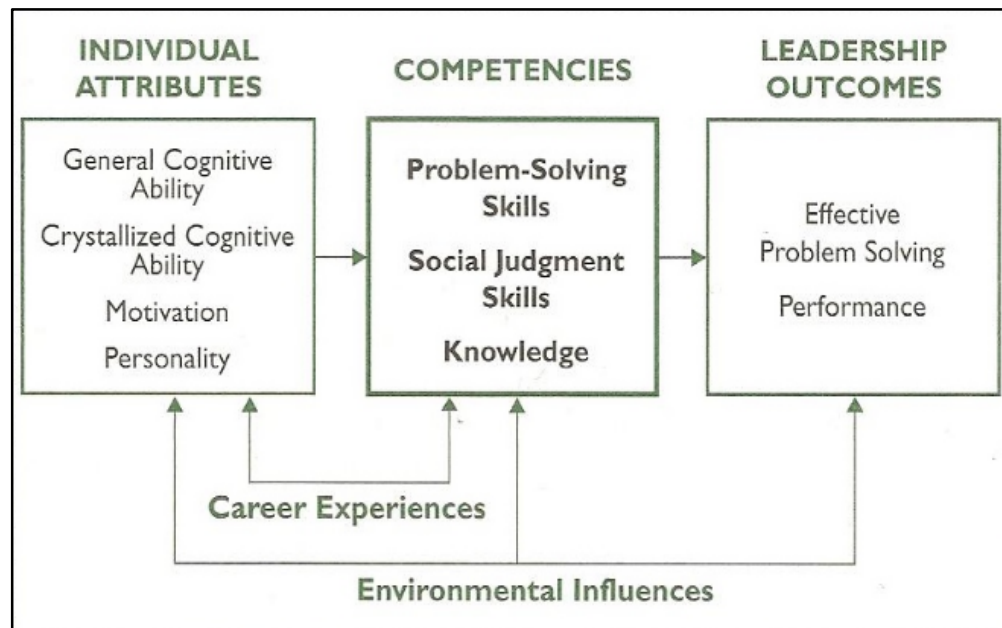 INDIVIDUAL
ATTRIBUTES
General Cognitive
Ability
Crystallized Cognitive
Ability
Motivation
Personality
COMPETENCIES
Problem-Solving
Skills
Social Judgment
Skills
Knowledge
LEADERSHIP
OUTCOMES
Effective
Problem Solving
Performance
Career Experiences
Environmental Influences